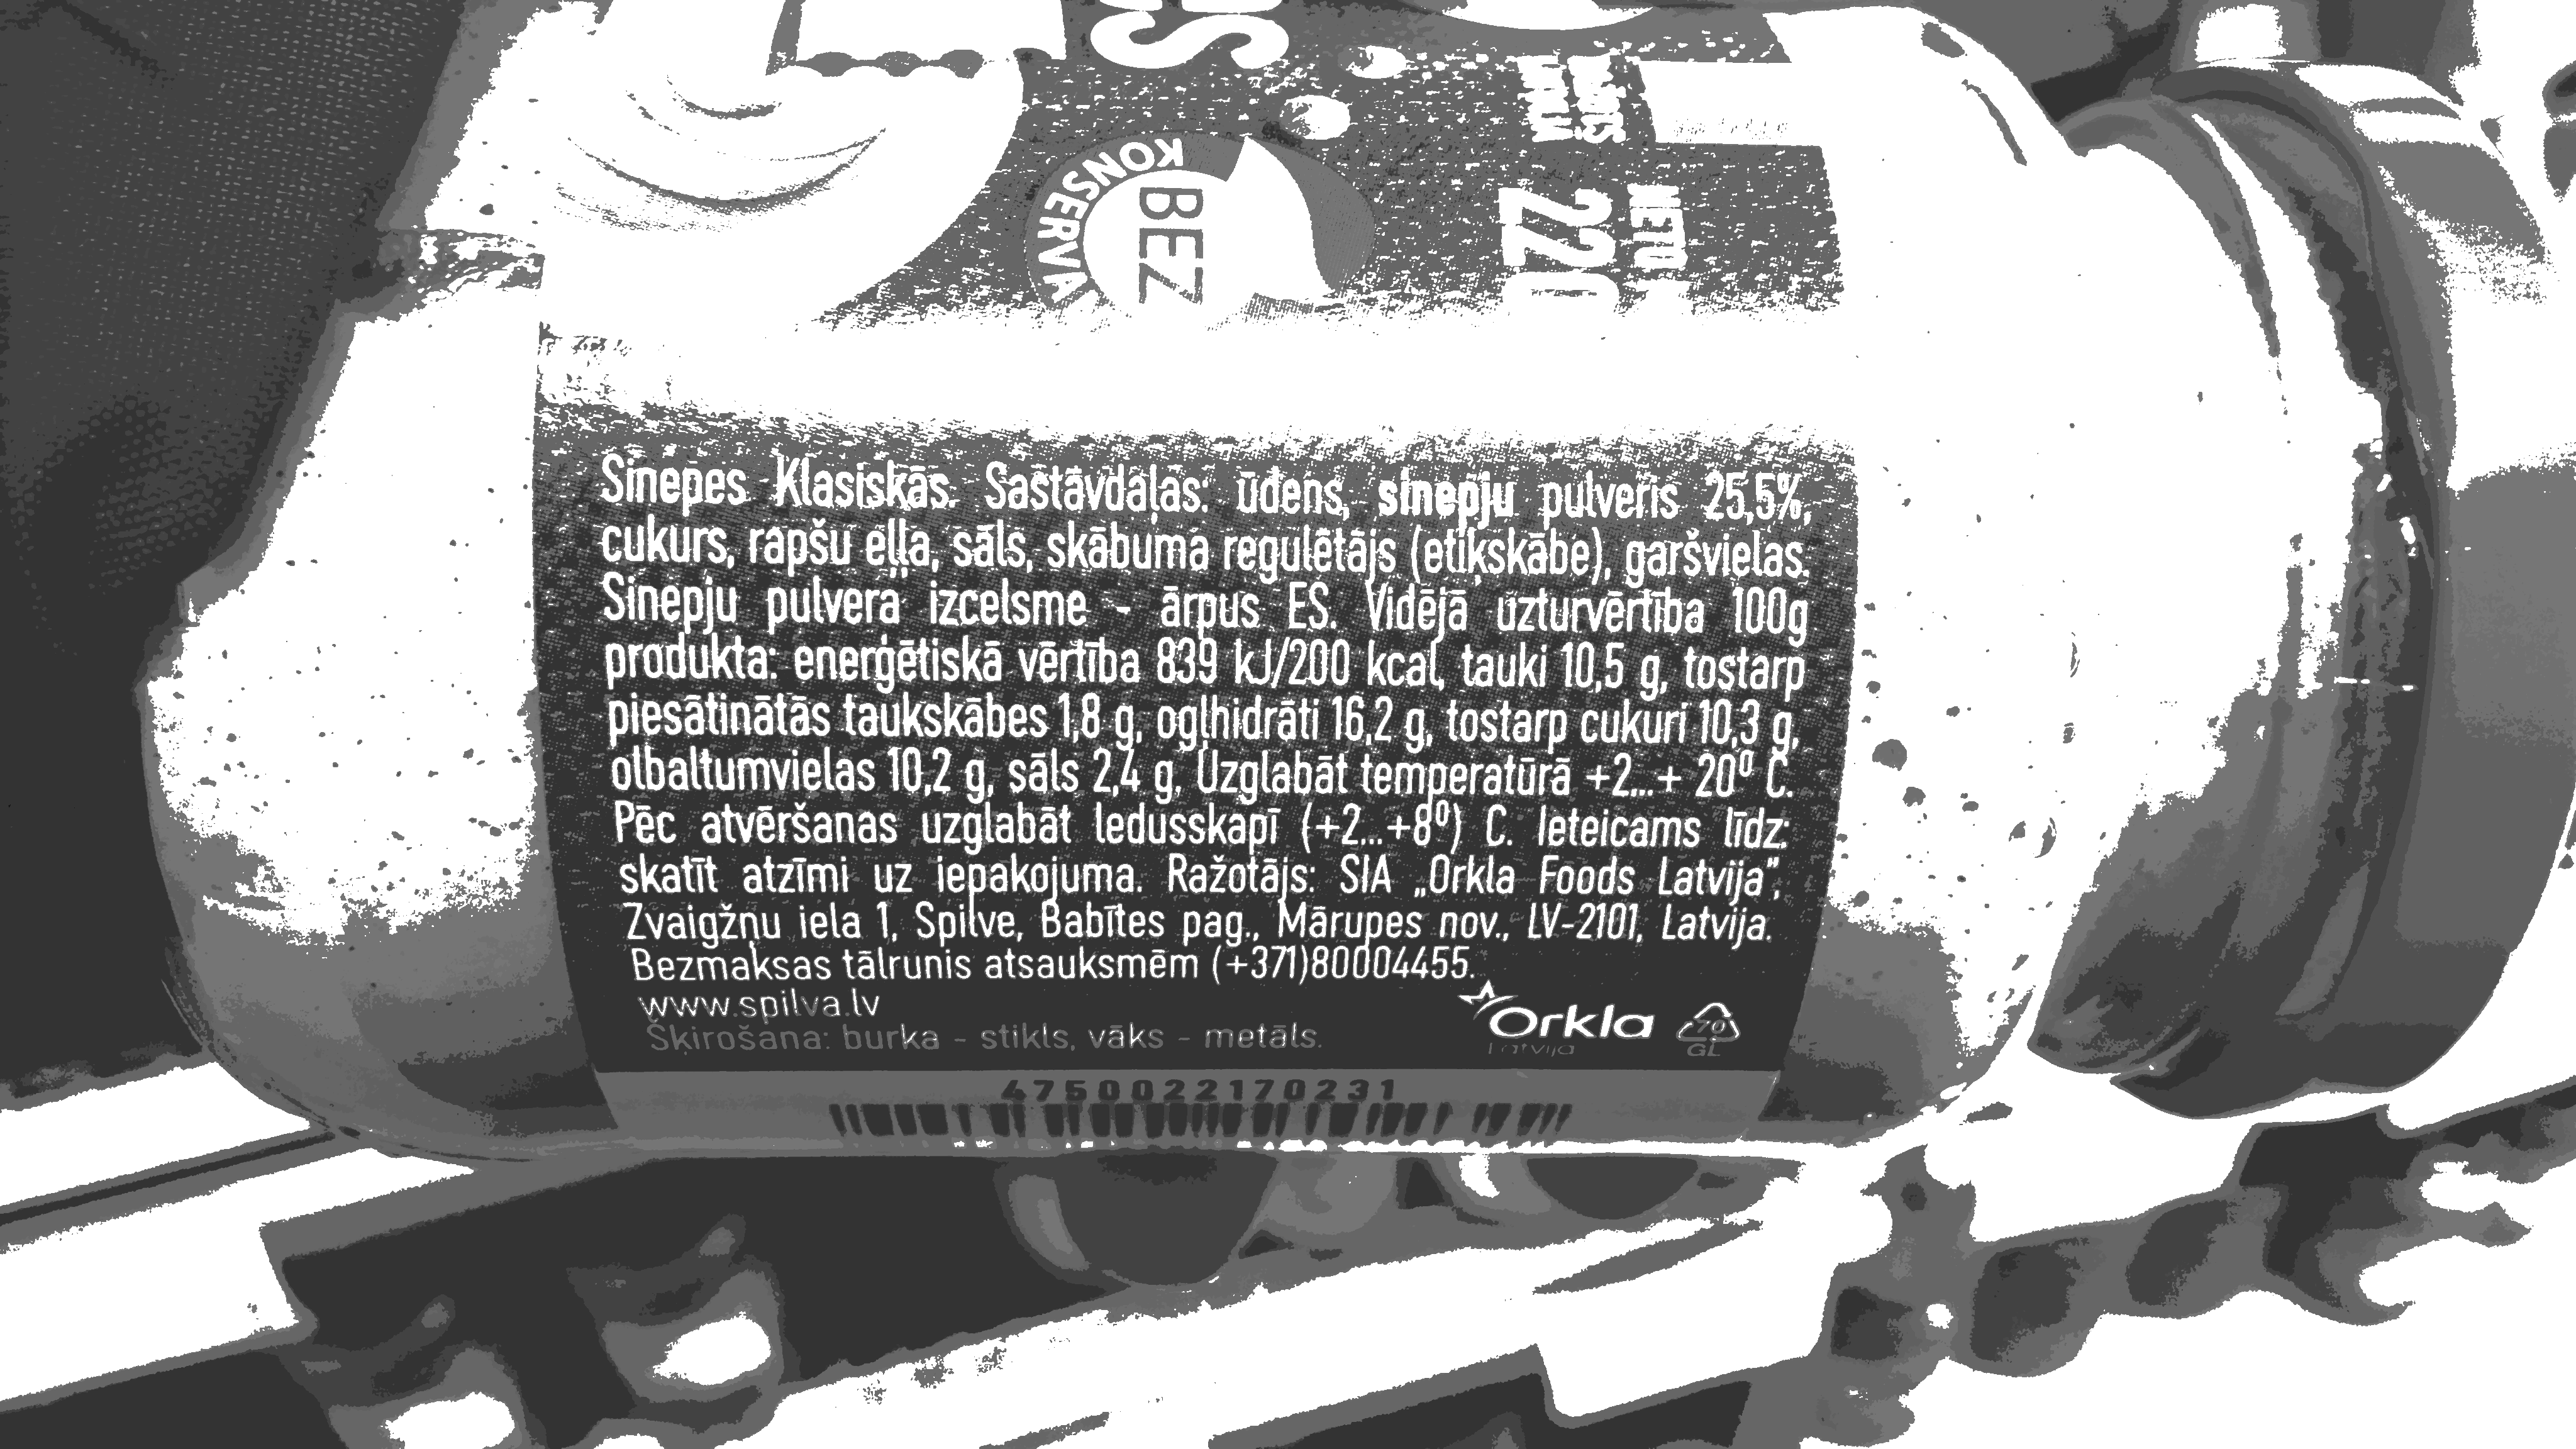 KONSERVA
BEZ
NETO
220
Sinepes Klasiskās. Sastāvdaļas: ūdens, sinepju pulveris 25,5%,
cukurs, rapšu eļļa, sāls, skābuma regulētājs (etiķskābe), garšvielas.
Sinepju pulvera izcelsme - ārpus ES. Vidējā uzturvērtība 100g
produkta: enerģētiskā vērtība 839 kJ/200 kcal, tauki 10,5 g, tostarp
piesātinātās taukskābes 1,8 g, ogļhidrāti 16,2 g, tostarp cukuri 10,3 g,
olbaltumvielas 10,2 g, sāls 2,4 g, Uzglabāt temperatūrā +2...+ 20⁰ C.
Pēc atvēršanas uzglabāt ledusskapī (+2...+8⁰) C. Ieteicams līdz:
skatīt atzīmi uz iepakojuma. Ražotājs: SIA „Orkla Foods Latvija”,
Zvaigžņu iela 1, Spilve, Babītes pag., Mārupes nov., LV-2101, Latvija.
Bezmaksas tālrunis atsauksmēm (+371)80004455.
www.spilva.lv
Šķirošana: burka - stikls, vāks - metāls.
Orkla
Latvija
70
GL
4750022170231